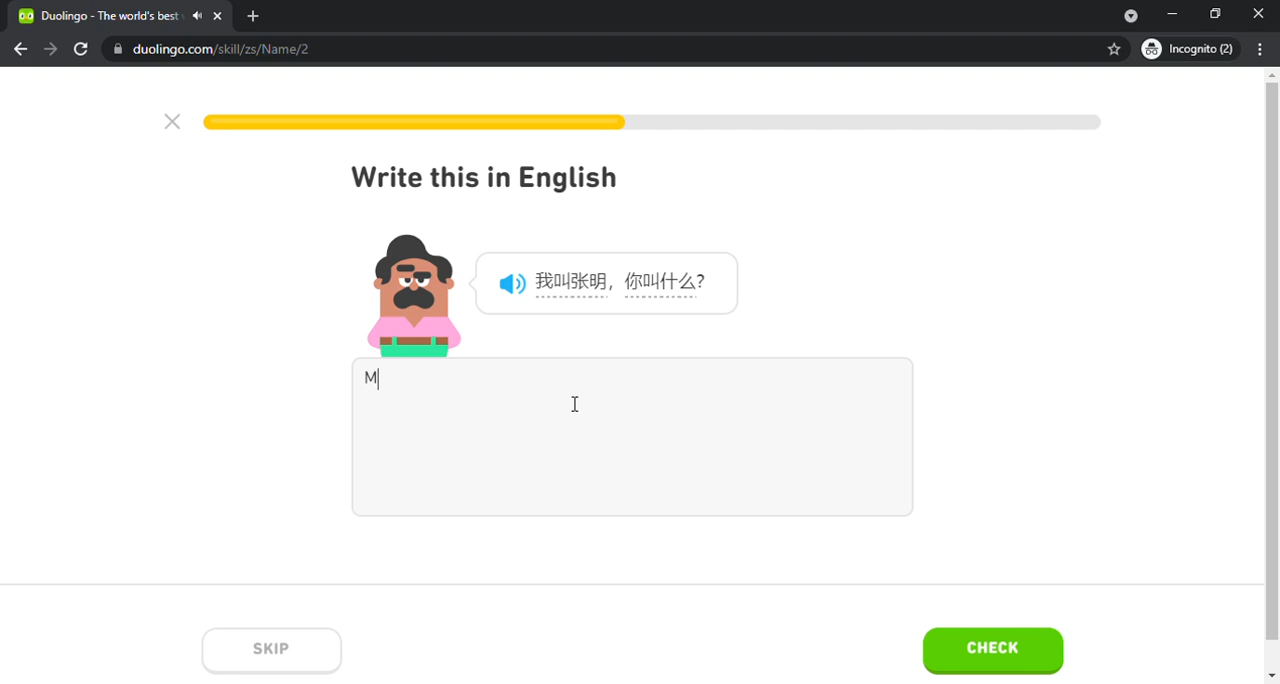 Duolingo - The world's best
duolingo.com/skill/zs/Name/2
Incognito (2)
Write this in English
我叫张明，你叫什么？
M
SKIP
CHECK